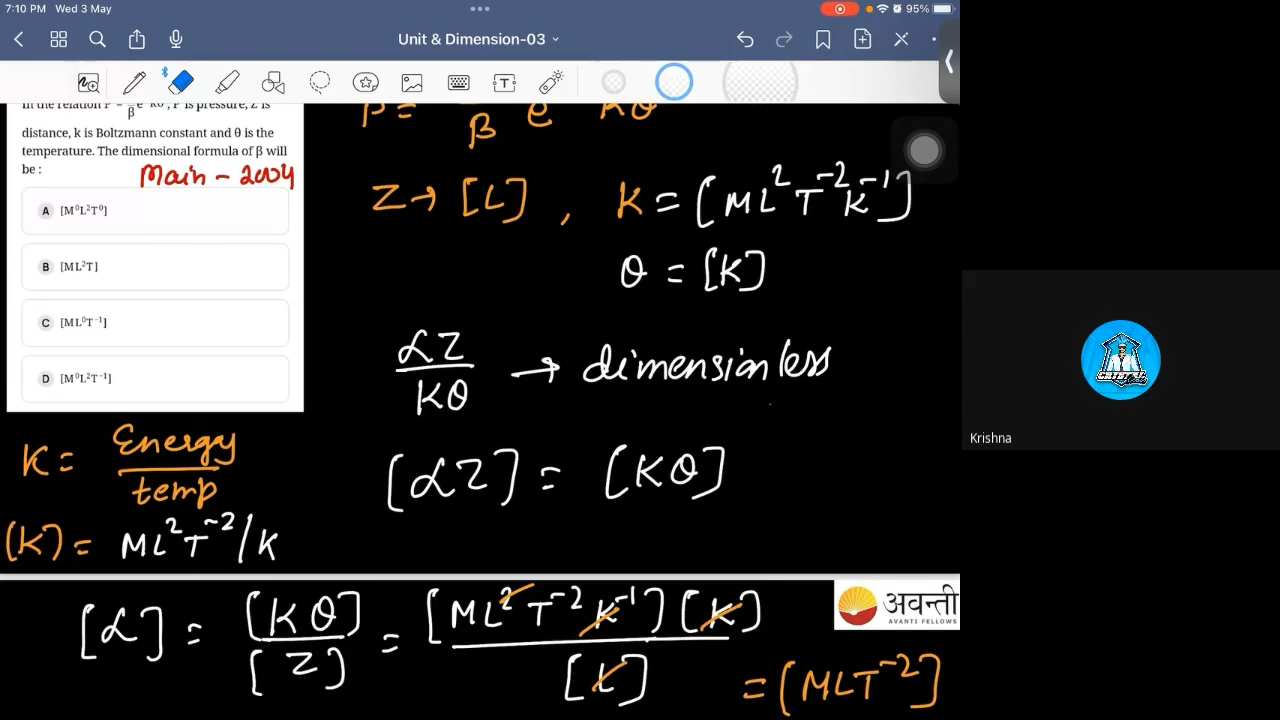 7:10 PM Wed 3 May
95%
Unit & Dimension-03
distance, k is Boltzmann constant and θ is the
temperature. The dimensional formula of β will
be :
Main - 2004
A [M⁰L²T⁰]
B [ML²T]
C [ML⁰T⁻¹]
D [M⁰L²T⁻¹]
K = Energy / temp
(K) = ML²T⁻²/K
β e Kθ
Z → [L] , K = [ML²T⁻²K⁻¹]
θ = [K]
αZ / Kθ → dimensionless
[αZ] = [Kθ]
[α] = [Kθ] / [Z] = [ML²T⁻²K⁻¹][K] / [L] = [MLT⁻²]
अवन्ती
AVANTI FELLOWS
Krishna